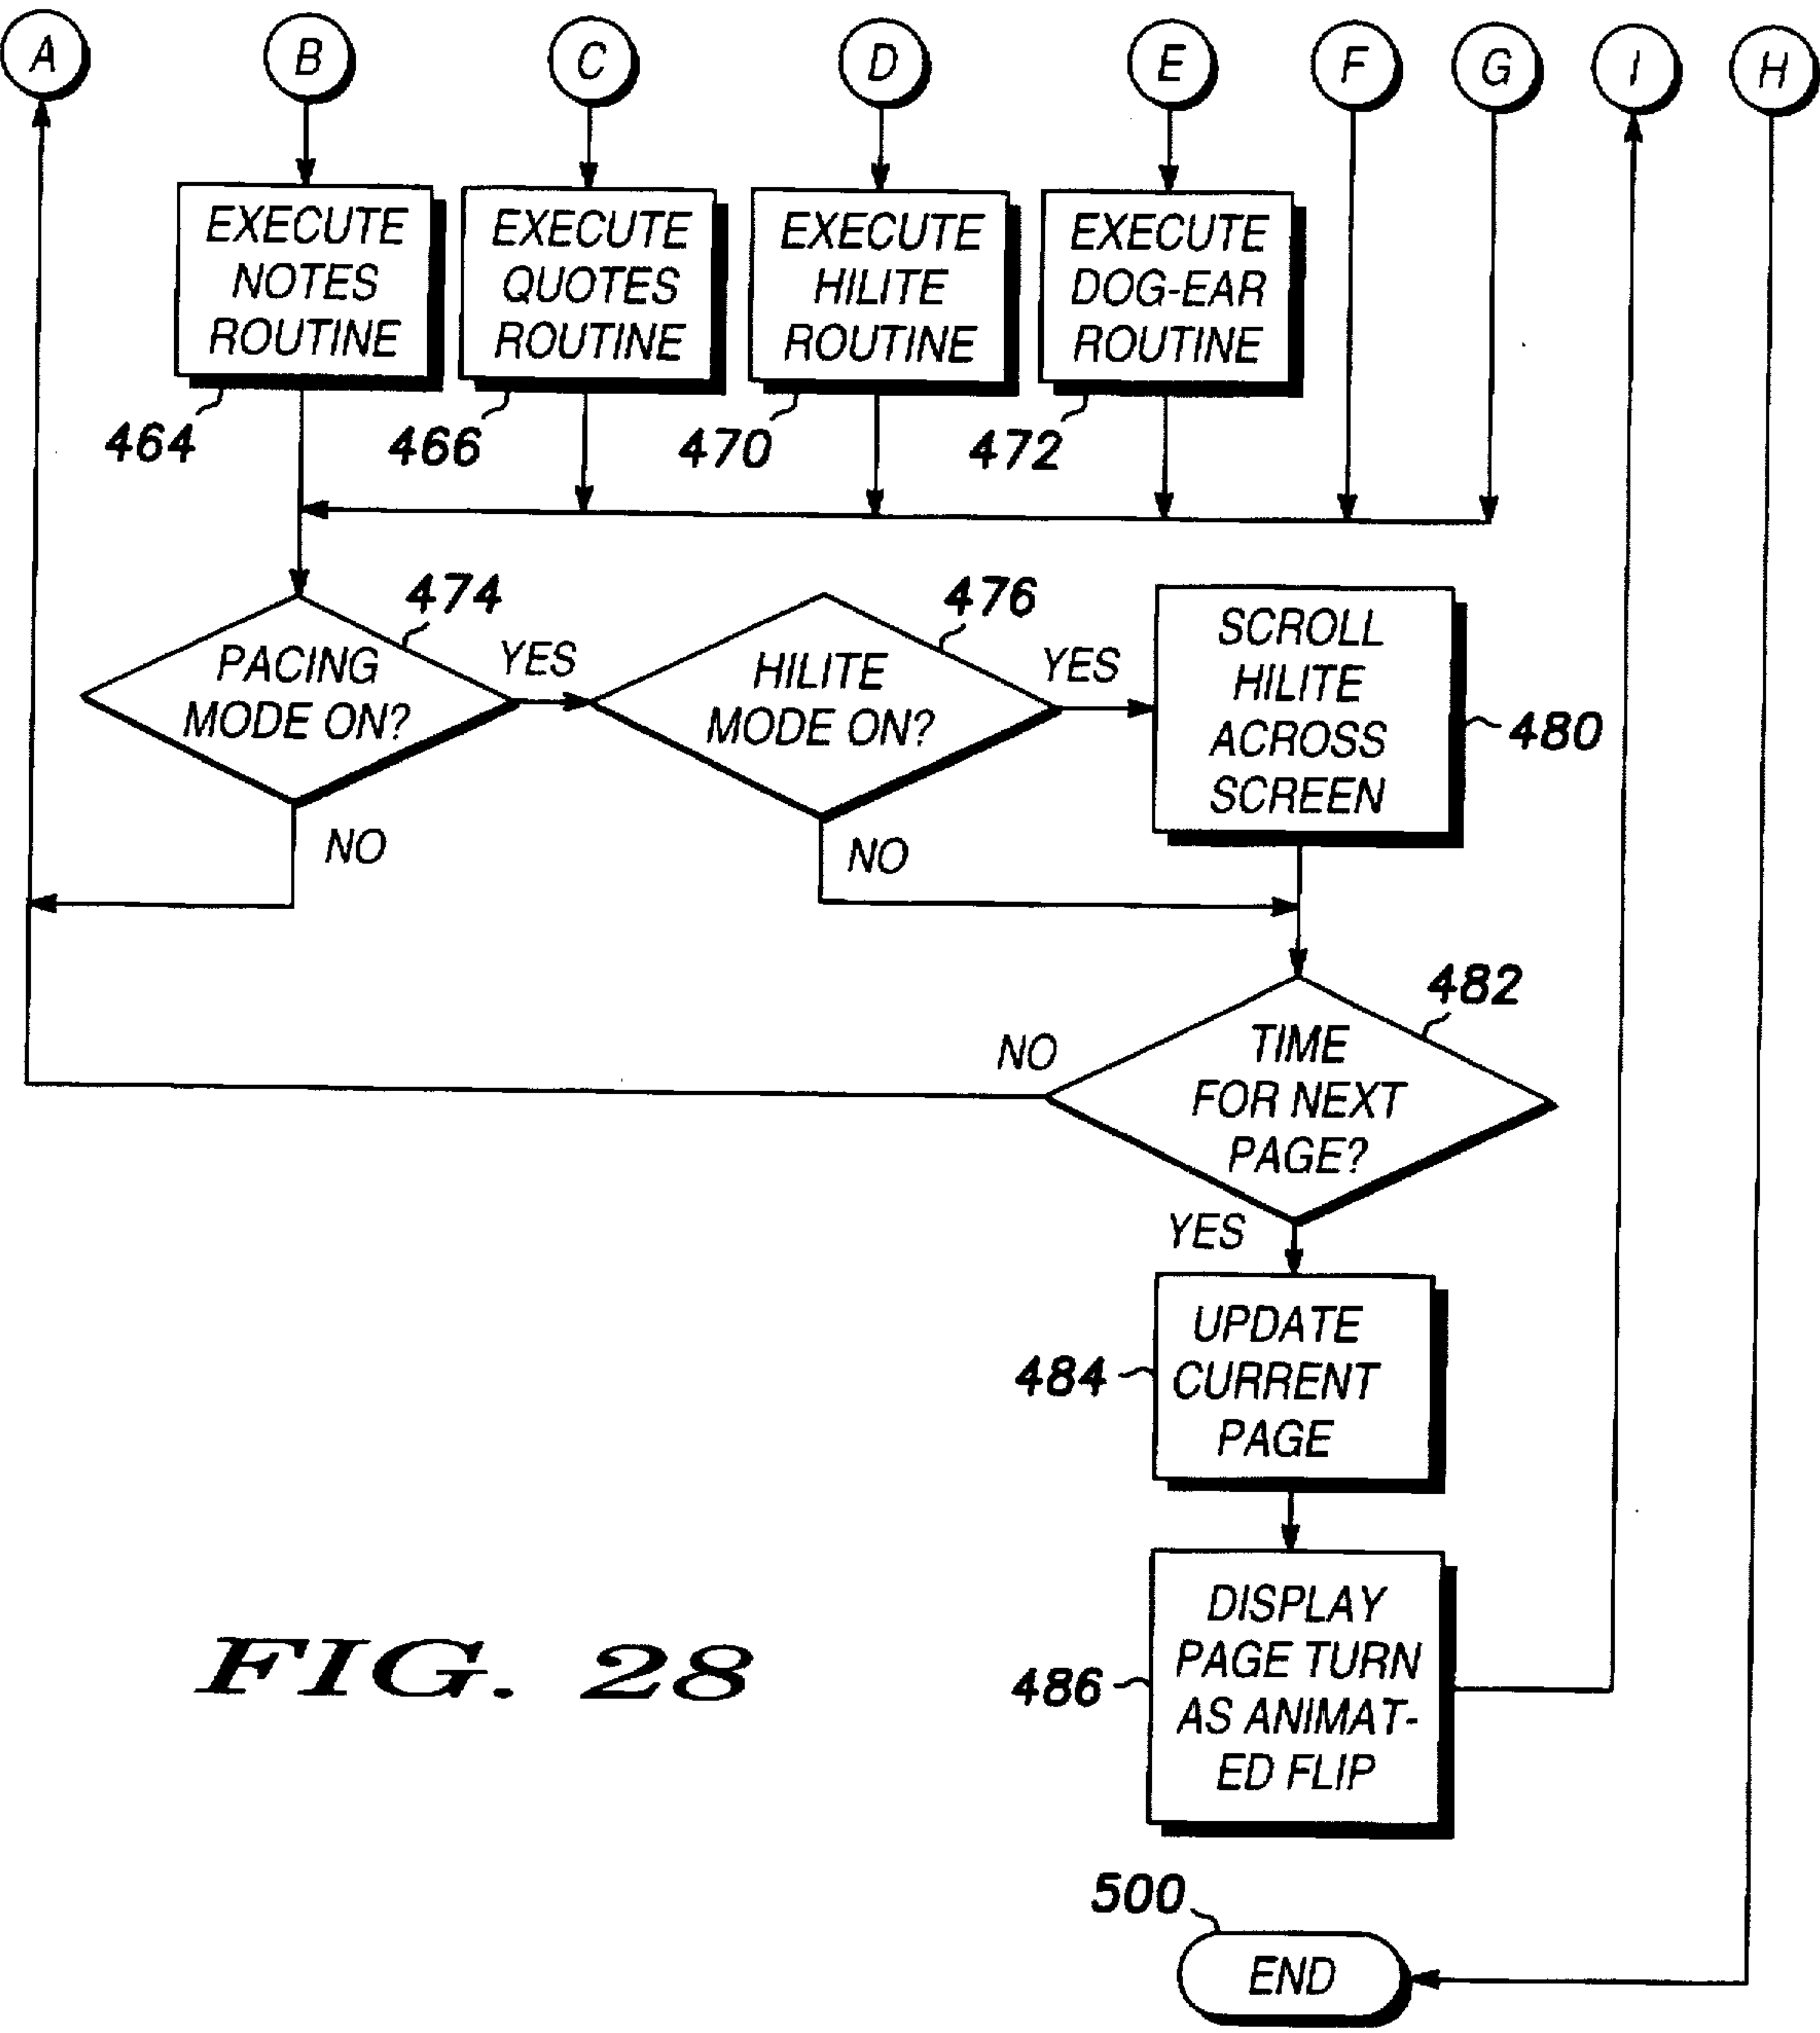 A
B
C
D
E
F
G
I
H
EXECUTE
NOTES
ROUTINE
464
EXECUTE
QUOTES
ROUTINE
466
EXECUTE
HILITE
ROUTINE
470
EXECUTE
DOG-EAR
ROUTINE
472
PACING
MODE ON?
474
YES
NO
HILITE
MODE ON?
476
YES
NO
SCROLL
HILITE
ACROSS
SCREEN
480
TIME
FOR NEXT
PAGE?
482
NO
YES
UPDATE
CURRENT
PAGE
484
DISPLAY
PAGE TURN
AS ANIMAT-
ED FLIP
486
FIG. 28
500
END